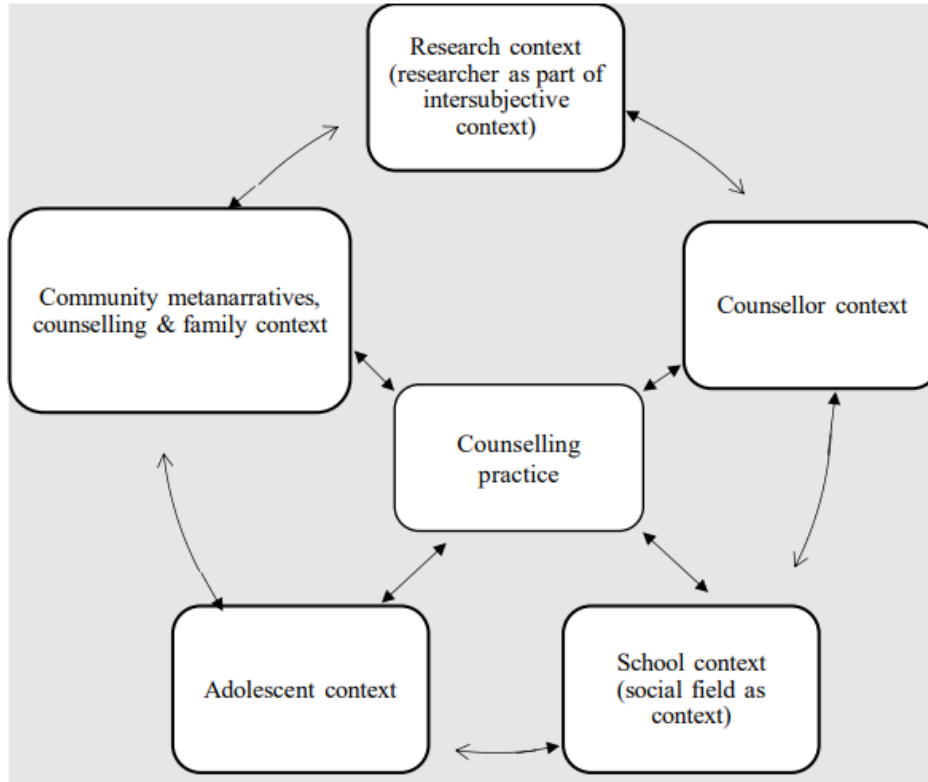 Research context
(researcher as part of
intersubjective
context)
Community metanarratives,
counselling & family context
Counsellor context
Counselling
practice
Adolescent context
School context
(social field as
context)